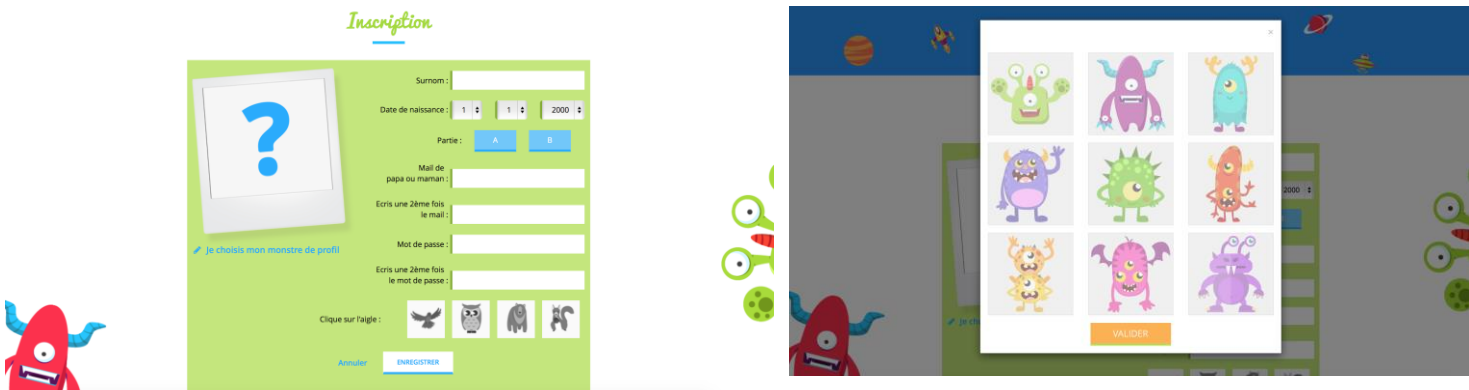 Inscription
Surnom :
Date de naissance : 1 1 2000
Partie : A B
Mail de
papa ou maman :
Ecris une 2ème fois
le mail :
Je choisis mon monstre de profil
Mot de passe :
Ecris une 2ème fois
le mot de passe :
Clique sur l'aigle :
Annuler ENREGISTRER
?
×
2000
Je ch
VALIDER